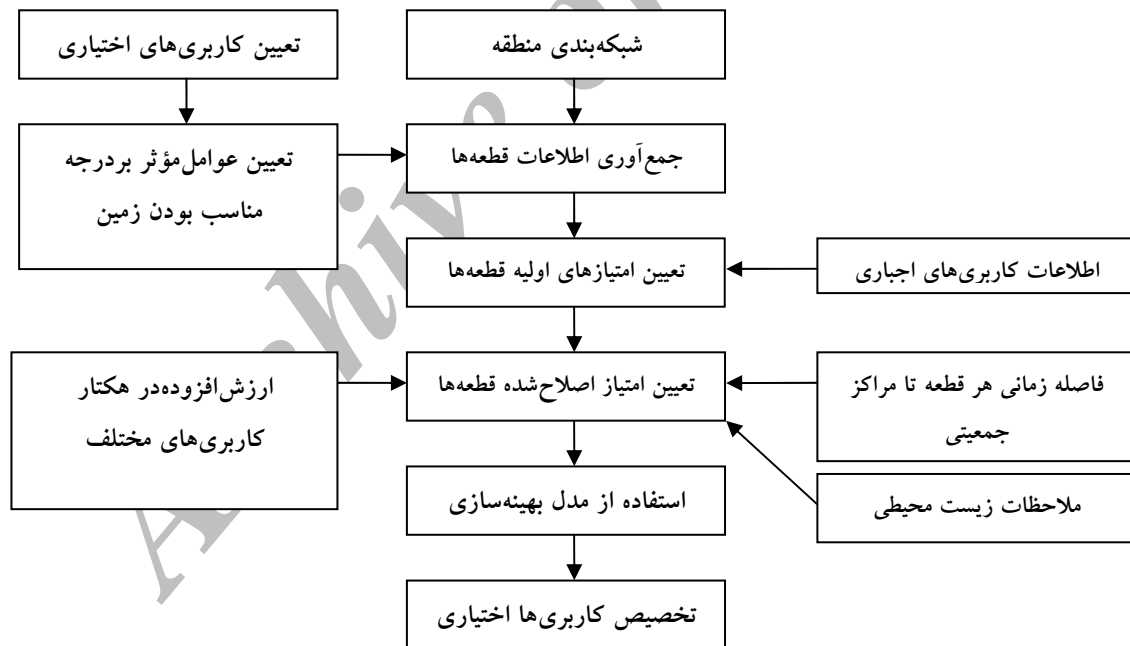 شبکه‌بندی منطقه
تعیین کاربری‌های اختیاری
جمع‌آوری اطلاعات قطعه‌ها
تعیین عوامل‌مؤثر بردرجه
مناسب بودن زمین
تعیین امتیازهای اولیه قطعه‌ها
اطلاعات کاربری‌های اجباری
تعیین امتیاز اصلاح‌شده قطعه‌ها
فاصله زمانی هر قطعه تا مراکز
جمعیتی
ارزش‌افزوده‌در هکتار
کاربری‌های مختلف
ملاحظات زیست محیطی
استفاده از مدل بهینه‌سازی
تخصیص کاربری‌ها اختیاری
Archive of